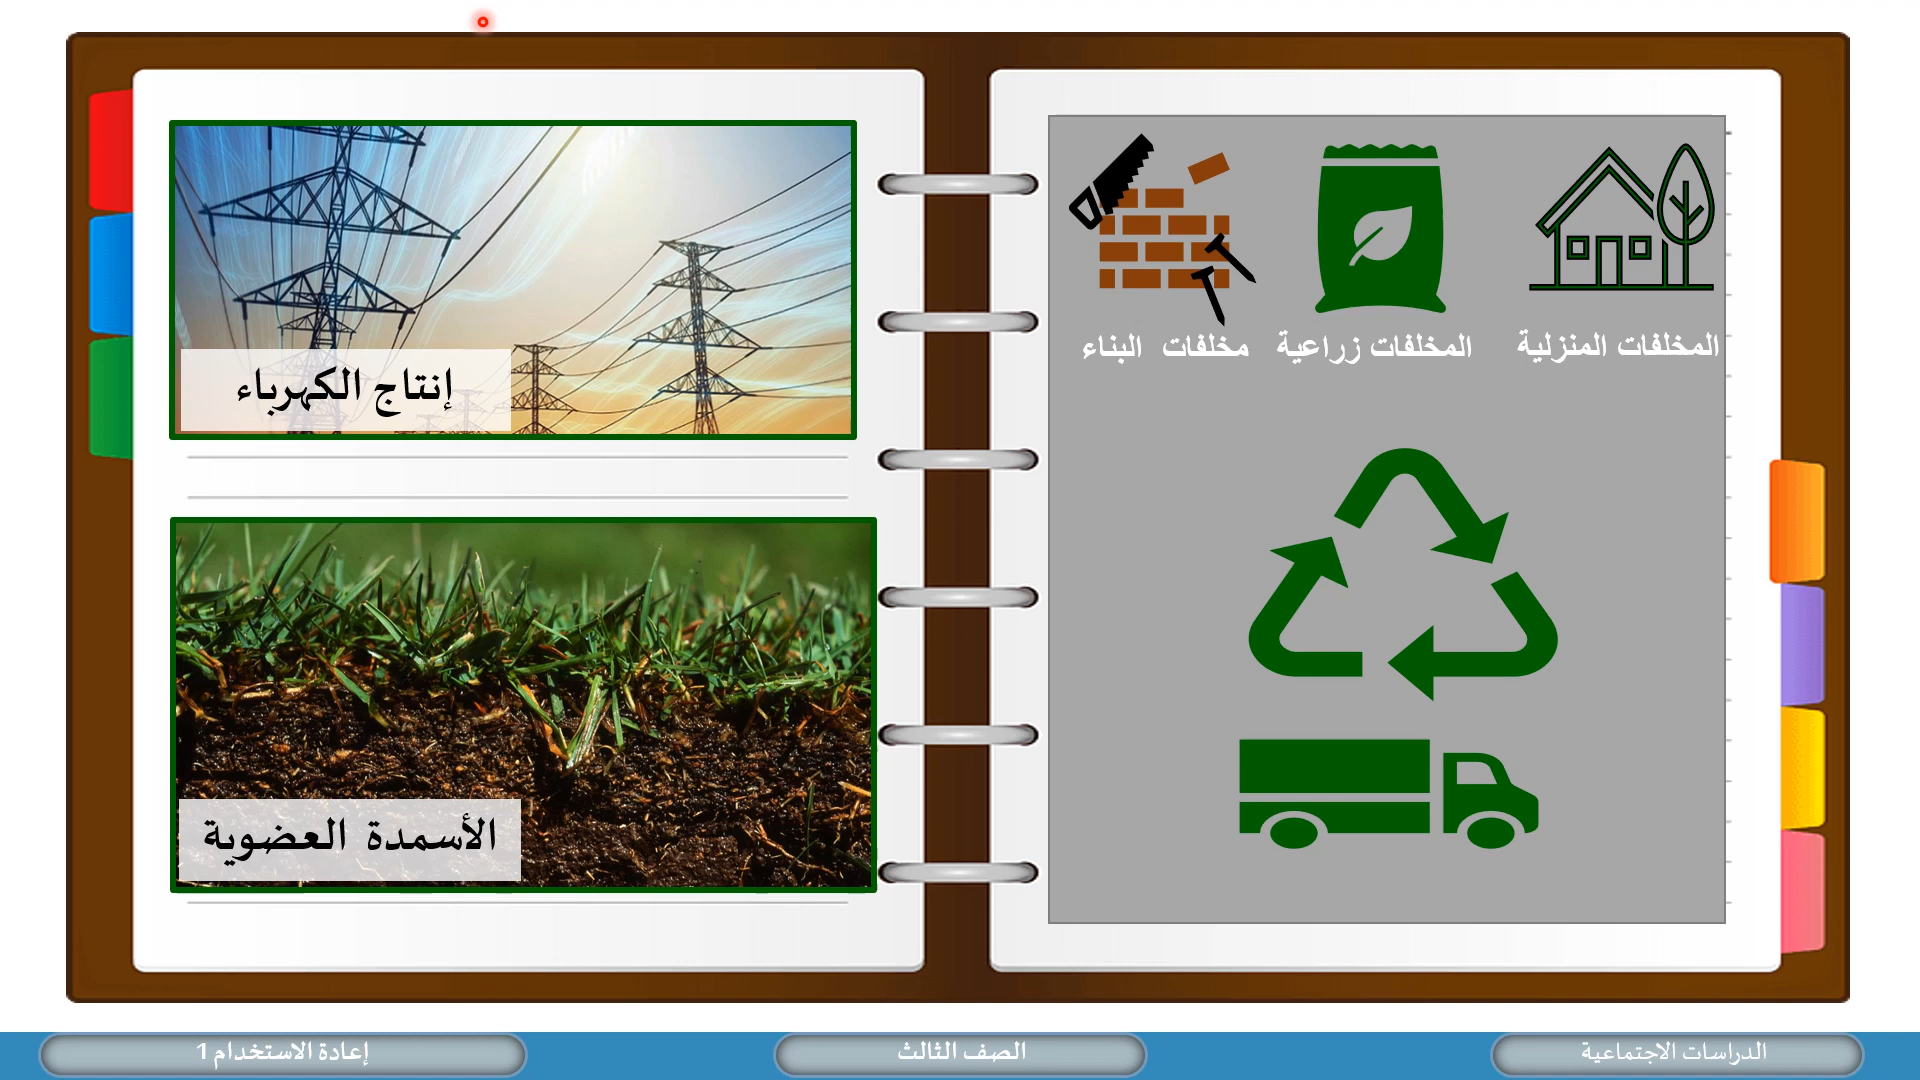 المخلفات المنزلية
المخلفات زراعية
مخلفات البناء
إنتاج الكهرباء
الأسمدة العضوية
الدراسات الاجتماعية
الصف الثالث
إعادة الاستخدام 1